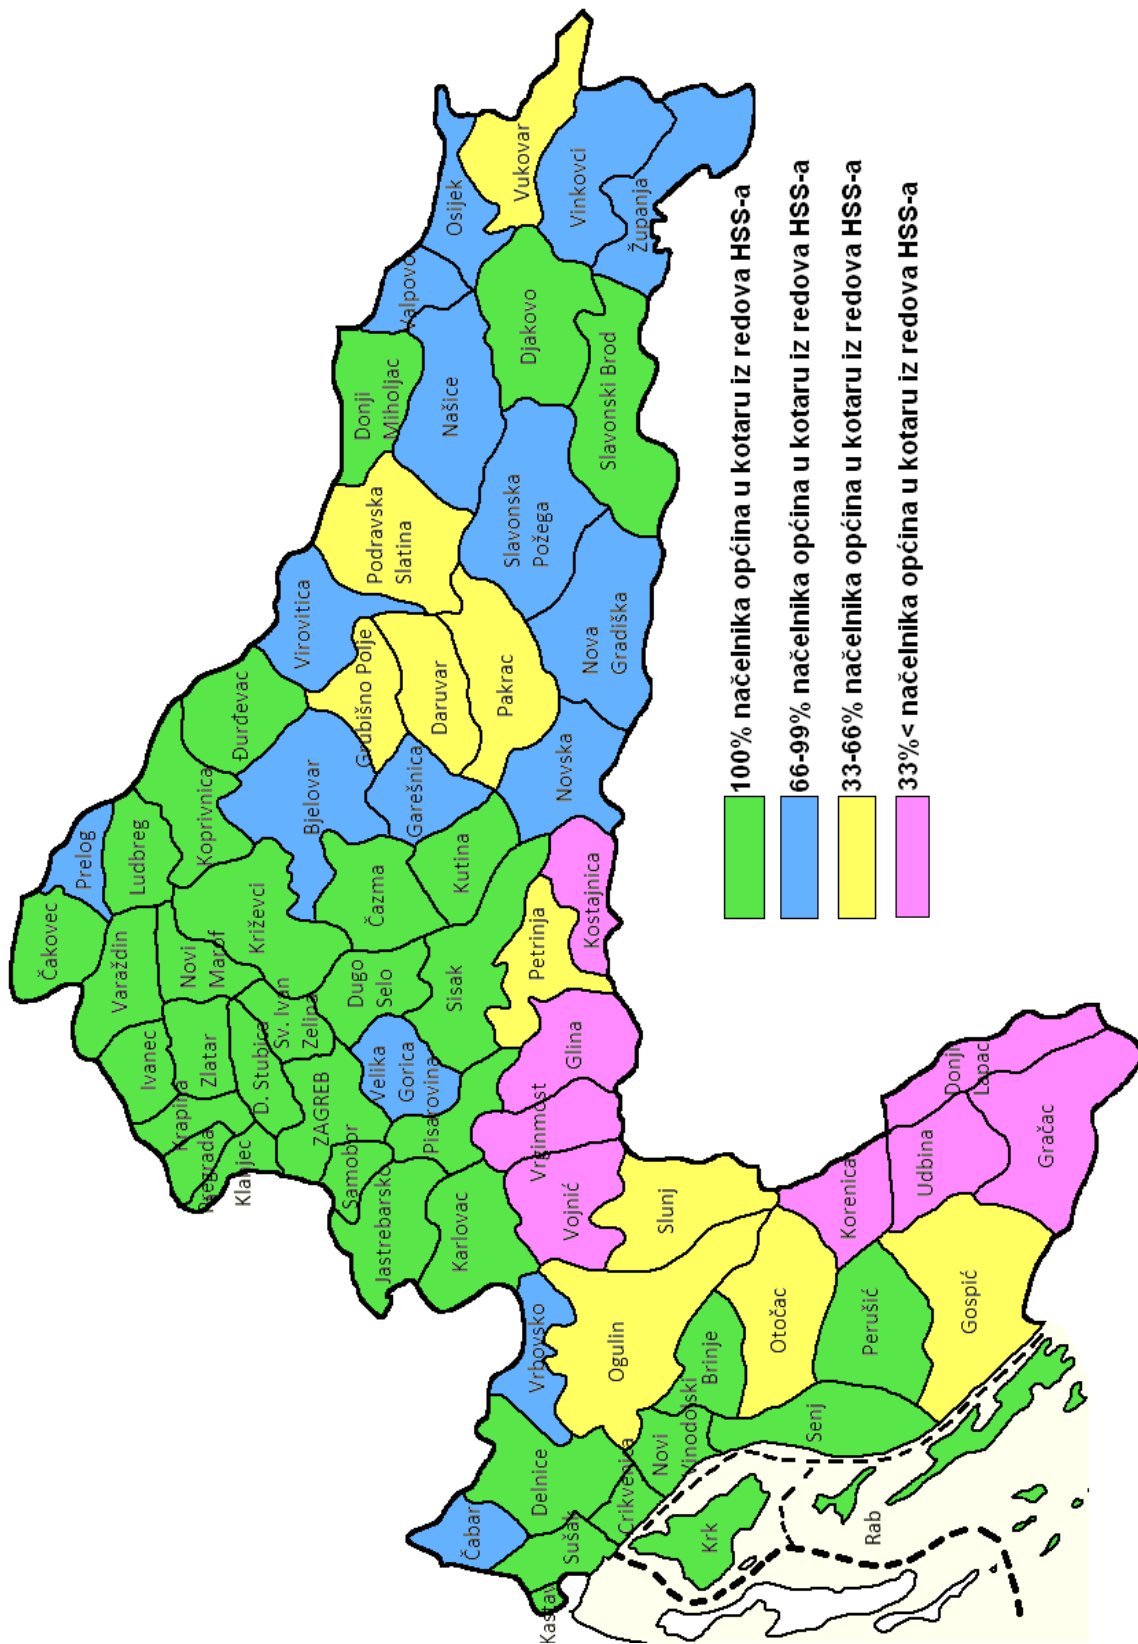 Čakovec
Prelog
Varaždin
Ludbreg
Ivanec
Novi
Marof
Koprivnica
Đurđevac
Krapina
Zlatar
Križevci
Pregrada
D. Stubica
Sv. Ivan
Zelina
Klanjec
Bjelovar
Virovitica
ZAGREB
Dugo
Selo
Čazma
Grubišno Polje
Podravska
Slatina
Donji
Miholjac
Valpovo
Osijek
Samobor
Velika
Gorica
Garešnica
Daruvar
Našice
Vukovar
Jastrebarsko
Pisarovina
Sisak
Kutina
Pakrac
Slavonska
Požega
Djakovo
Vinkovci
Karlovac
Vrginmost
Glina
Petrinja
Novska
Nova
Gradiška
Slavonski Brod
Županja
Čabar
Vrbovsko
Vojnić
Kostajnica
Kastav
Sušak
Delnice
Ogulin
Slunj
Crikvenica
Novi
Vinodolski
Brinje
Krk
Otočac
Senj
Korenica
Perušić
Rab
Udbina
Donji
Lapac
Gospić
Gračac
100% načelnika općina u kotaru iz redova HSS-a
66-99% načelnika općina u kotaru iz redova HSS-a
33-66% načelnika općina u kotaru iz redova HSS-a
33%< načelnika općina u kotaru iz redova HSS-a